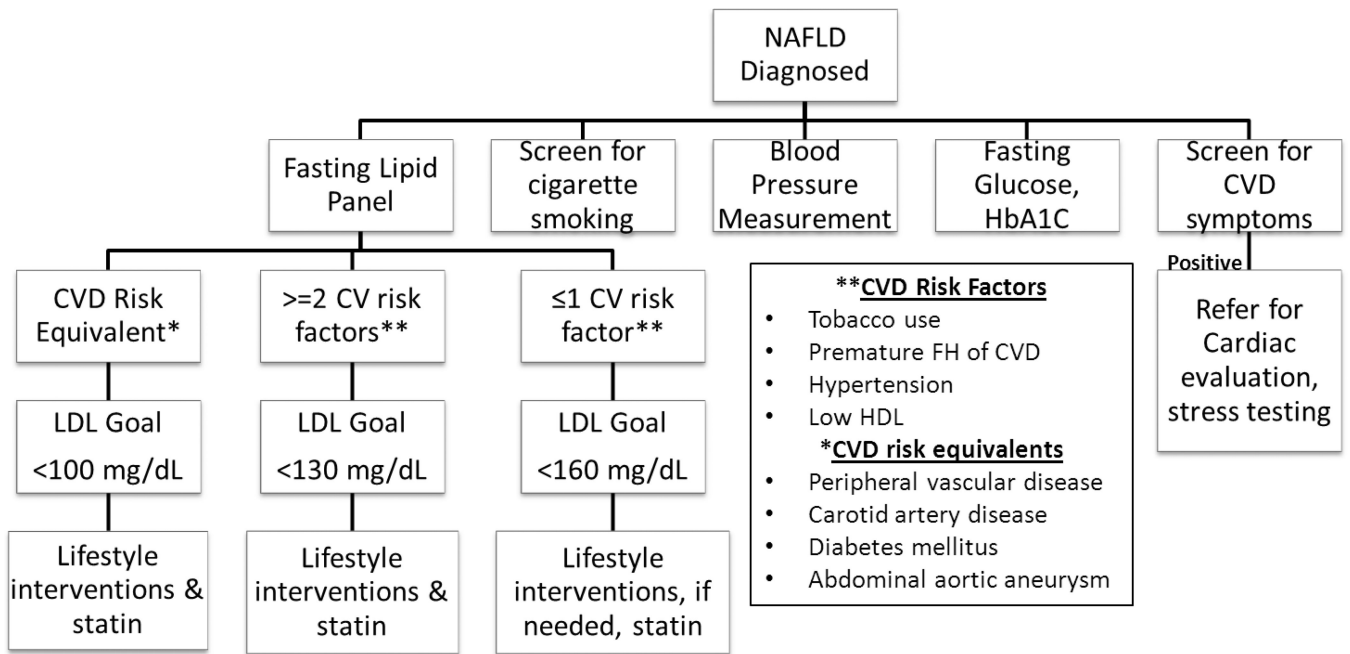 NAFLD
Diagnosed
Fasting Lipid
Panel
Screen for
cigarette
smoking
Blood
Pressure
Measurement
Fasting
Glucose,
HbA1C
Screen for
CVD
symptoms
Positive
Refer for
Cardiac
evaluation,
stress testing
CVD Risk
Equivalent*
>=2 CV risk
factors**
≤1 CV risk
factor**
LDL Goal
<100 mg/dL
LDL Goal
<130 mg/dL
LDL Goal
<160 mg/dL
Lifestyle
interventions &
statin
Lifestyle
interventions &
statin
Lifestyle
interventions, if
needed, statin
**CVD Risk Factors
• Tobacco use
• Premature FH of CVD
• Hypertension
• Low HDL
*CVD risk equivalents
• Peripheral vascular disease
• Carotid artery disease
• Diabetes mellitus
• Abdominal aortic aneurysm